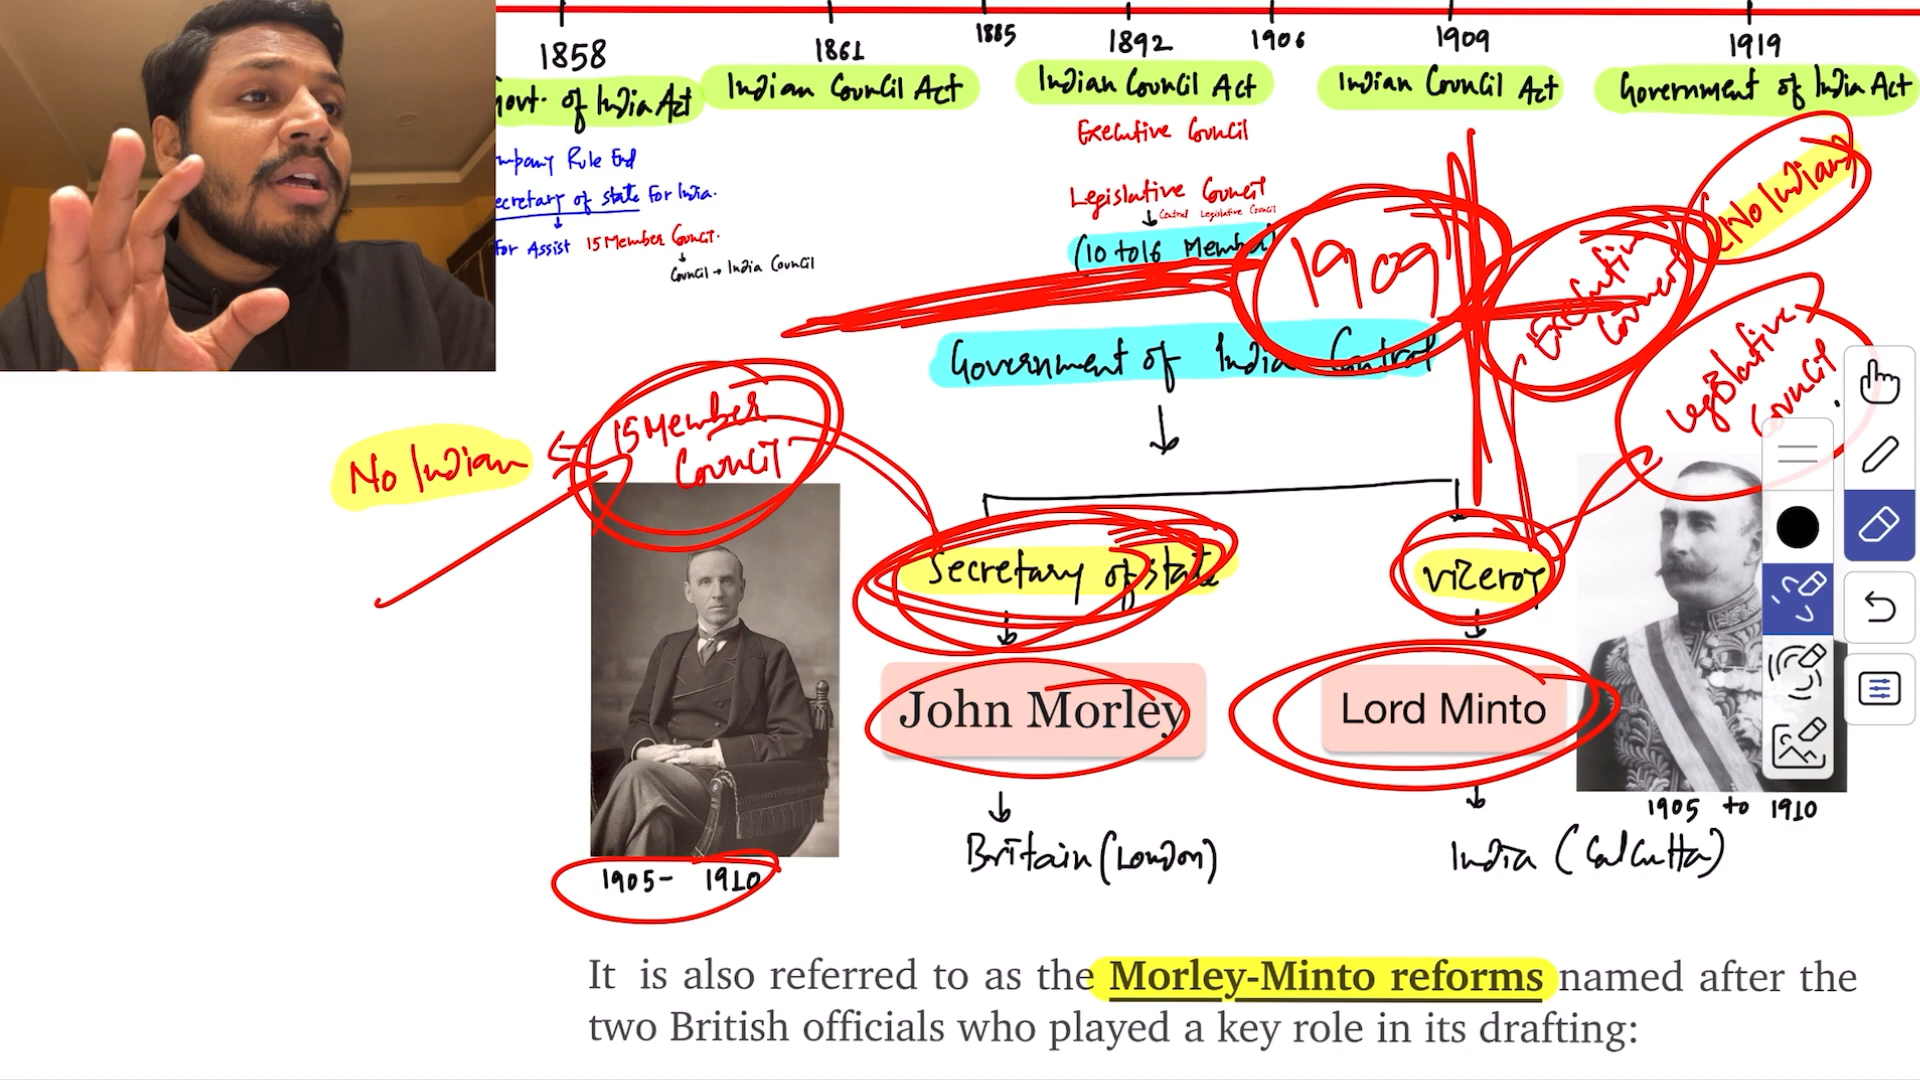 1858
1861
1885
1892
1906
1909
1919
Govt. of India Act
Indian Council Act
Indian Council Act
Indian Council Act
Government of India Act
Company Rule End
Secretary of state For India.
For Assist 15 Member Council.
Council → India Council
Executive Council
Legislative Council
Central Legislative Council
(10 to 16 Member
1909
Executive
Council
(No Indian)
Legislative
Council
Government of India Central
15 Member
Council
No Indian
Secretary of state
viceroy
John Morley
Lord Minto
1905 - 1910
1905 to 1910
Britain (London)
India (Calcutta)
It is also referred to as the Morley-Minto reforms named after the
two British officials who played a key role in its drafting: